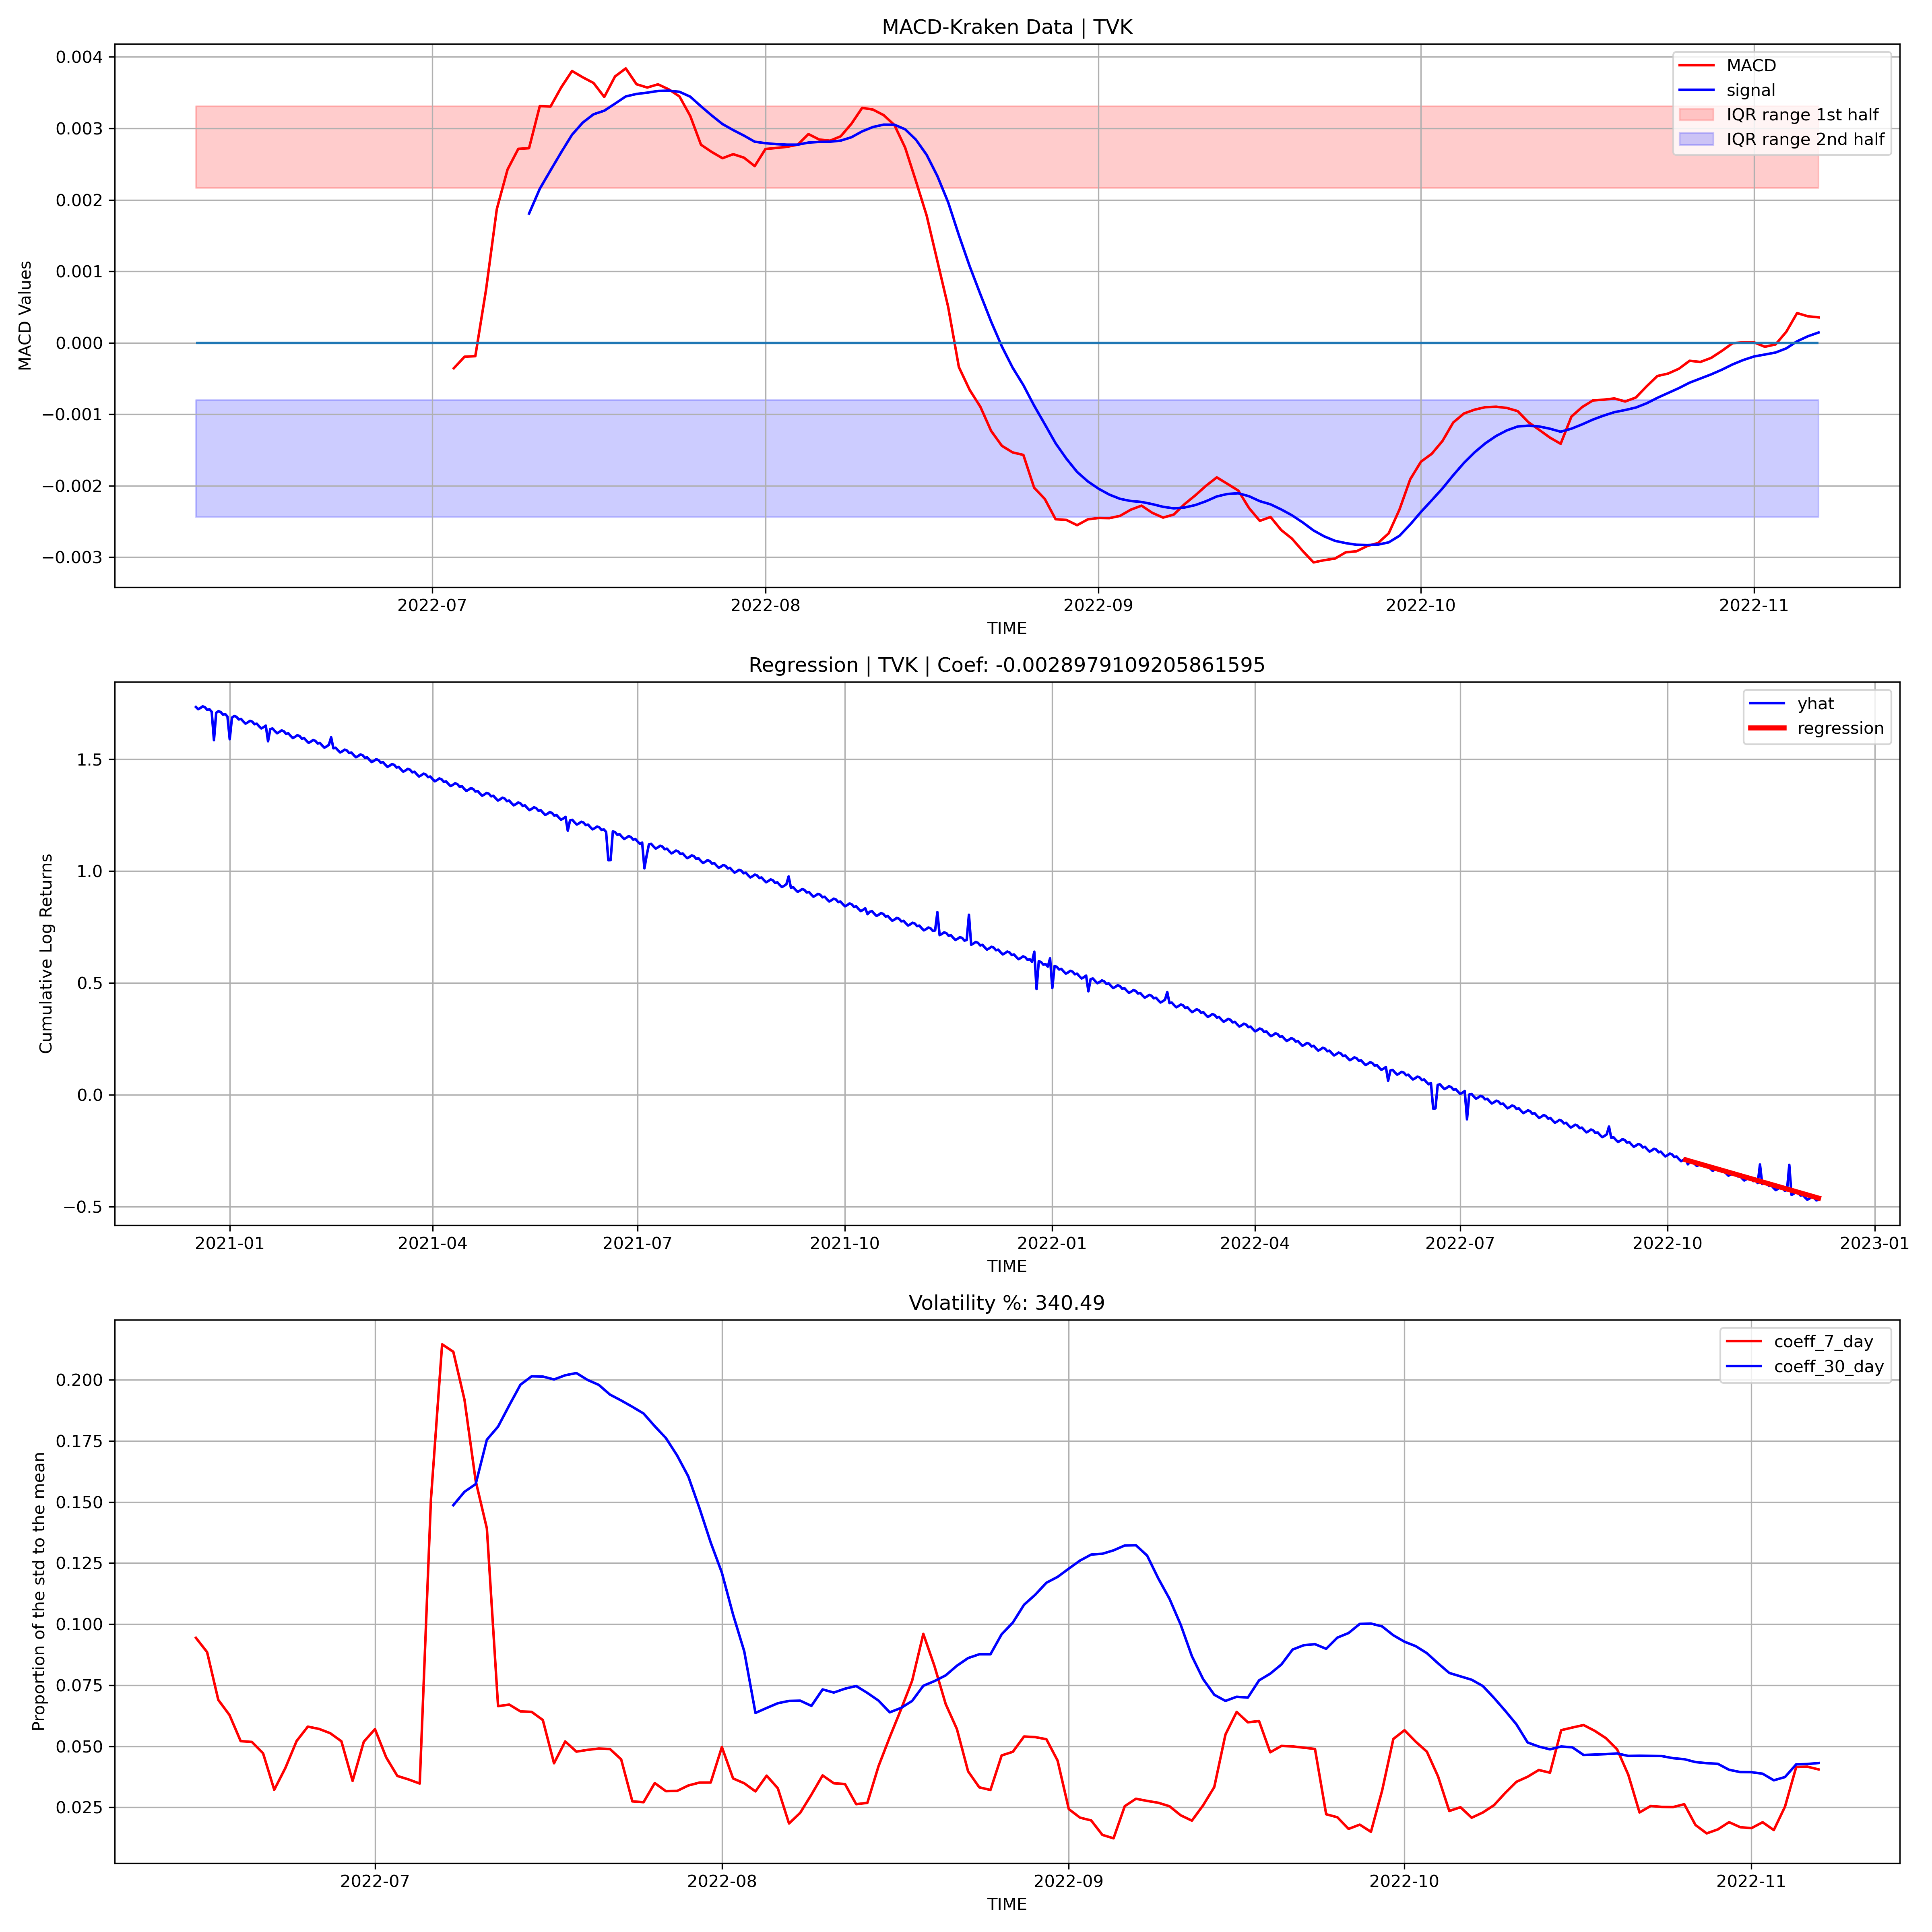 MACD-Kraken Data | TVK
0.004
0.003
0.002
0.001
0.000
−0.001
−0.002
−0.003
MACD Values
MACD
signal
IQR range 1st half
IQR range 2nd half
2022-07
2022-08
2022-09
2022-10
2022-11
TIME
Regression | TVK | Coef: -0.0028979109205861595
1.5
1.0
0.5
0.0
−0.5
Cumulative Log Returns
yhat
regression
2021-01
2021-04
2021-07
2021-10
2022-01
2022-04
2022-07
2022-10
2023-01
TIME
Volatility %: 340.49
0.200
0.175
0.150
0.125
0.100
0.075
0.050
0.025
Proportion of the std to the mean
coeff_7_day
coeff_30_day
2022-07
2022-08
2022-09
2022-10
2022-11
TIME